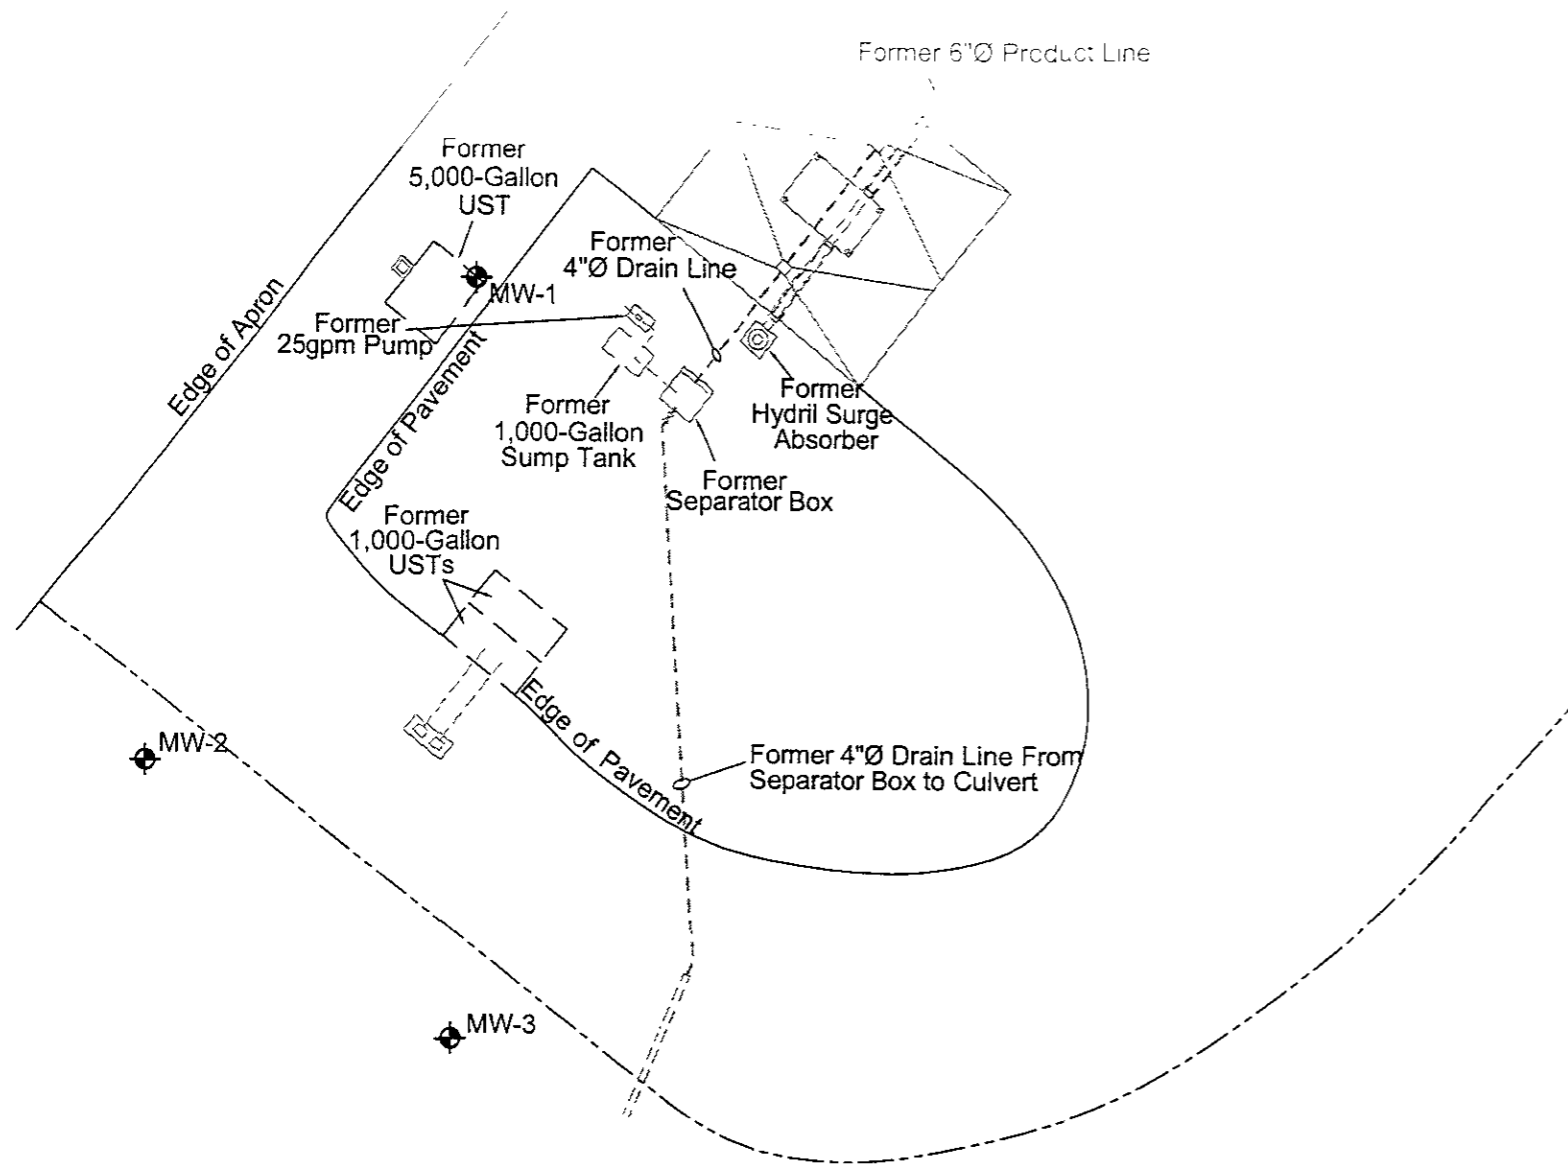 Former 6"Ø Product Line
Former
5,000-Gallon
UST
MW-1
Former
4"Ø Drain Line
Edge of Apron
Former
25gpm Pump
Edge of Pavement
Former
1,000-Gallon
Sump Tank
Former
Hydril Surge
Absorber
Former
Separator Box
Former
1,000-Gallon
USTs
Edge of Pavement
MW-2
Former 4"Ø Drain Line From
Separator Box to Culvert
MW-3